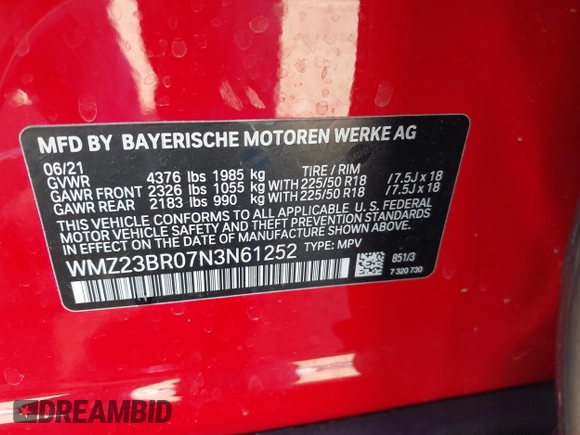 MFD BY BAYERISCHE MOTOREN WERKE AG
06/21 TIRE / RIM
GVWR 4376 lbs 1985 kg
GAWR FRONT 2326 lbs 1055 kg WITH 225/50 R18 /7.5J x 18
GAWR REAR 2183 lbs 990 kg WITH 225/50 R18 /7.5J x 18
THIS VEHICLE CONFORMS TO ALL APPLICABLE U. S. FEDERAL
MOTOR VEHICLE SAFETY AND THEFT PREVENTION STANDARDS
IN EFFECT ON THE DATE OF MANUFACTURE SHOWN ABOVE.
WMZ23BR07N3N61252 TYPE: MPV
851/3
7 320 730
DREAMBID